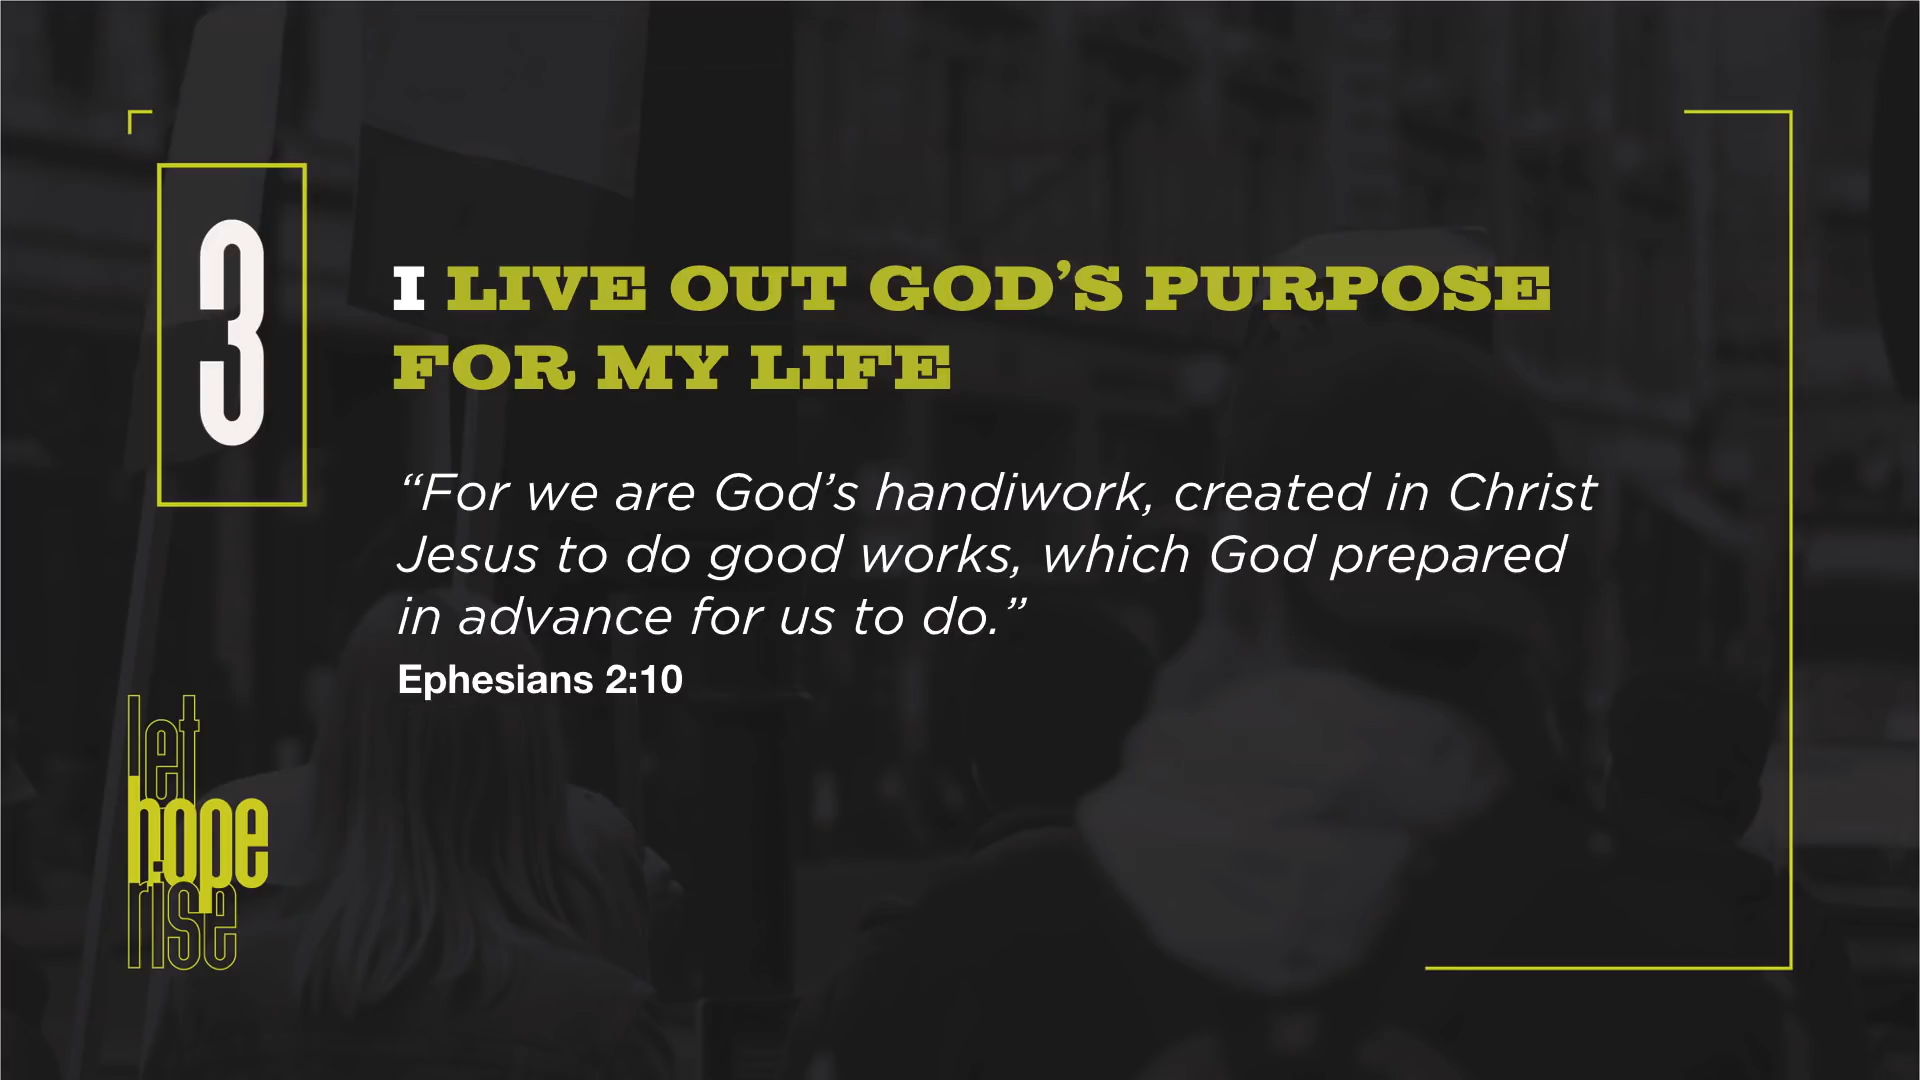 3
I LIVE OUT GOD’S PURPOSE
FOR MY LIFE
“For we are God’s handiwork, created in Christ
Jesus to do good works, which God prepared
in advance for us to do.”
Ephesians 2:10
let
hope
rise